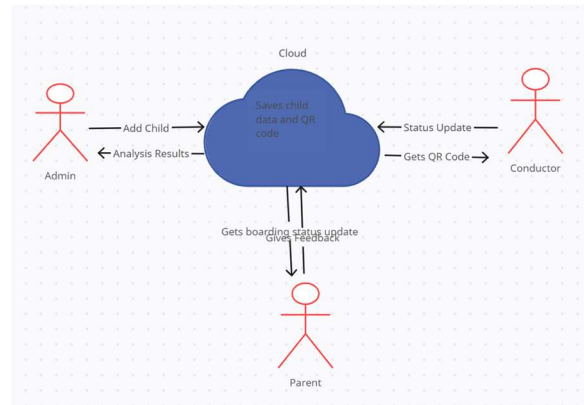 Cloud
Saves child
data and QR
code
Add Child
Analysis Results
Admin
Status Update
Gets QR Code
Conductor
Gets boarding status update
Gives Feedback
Parent